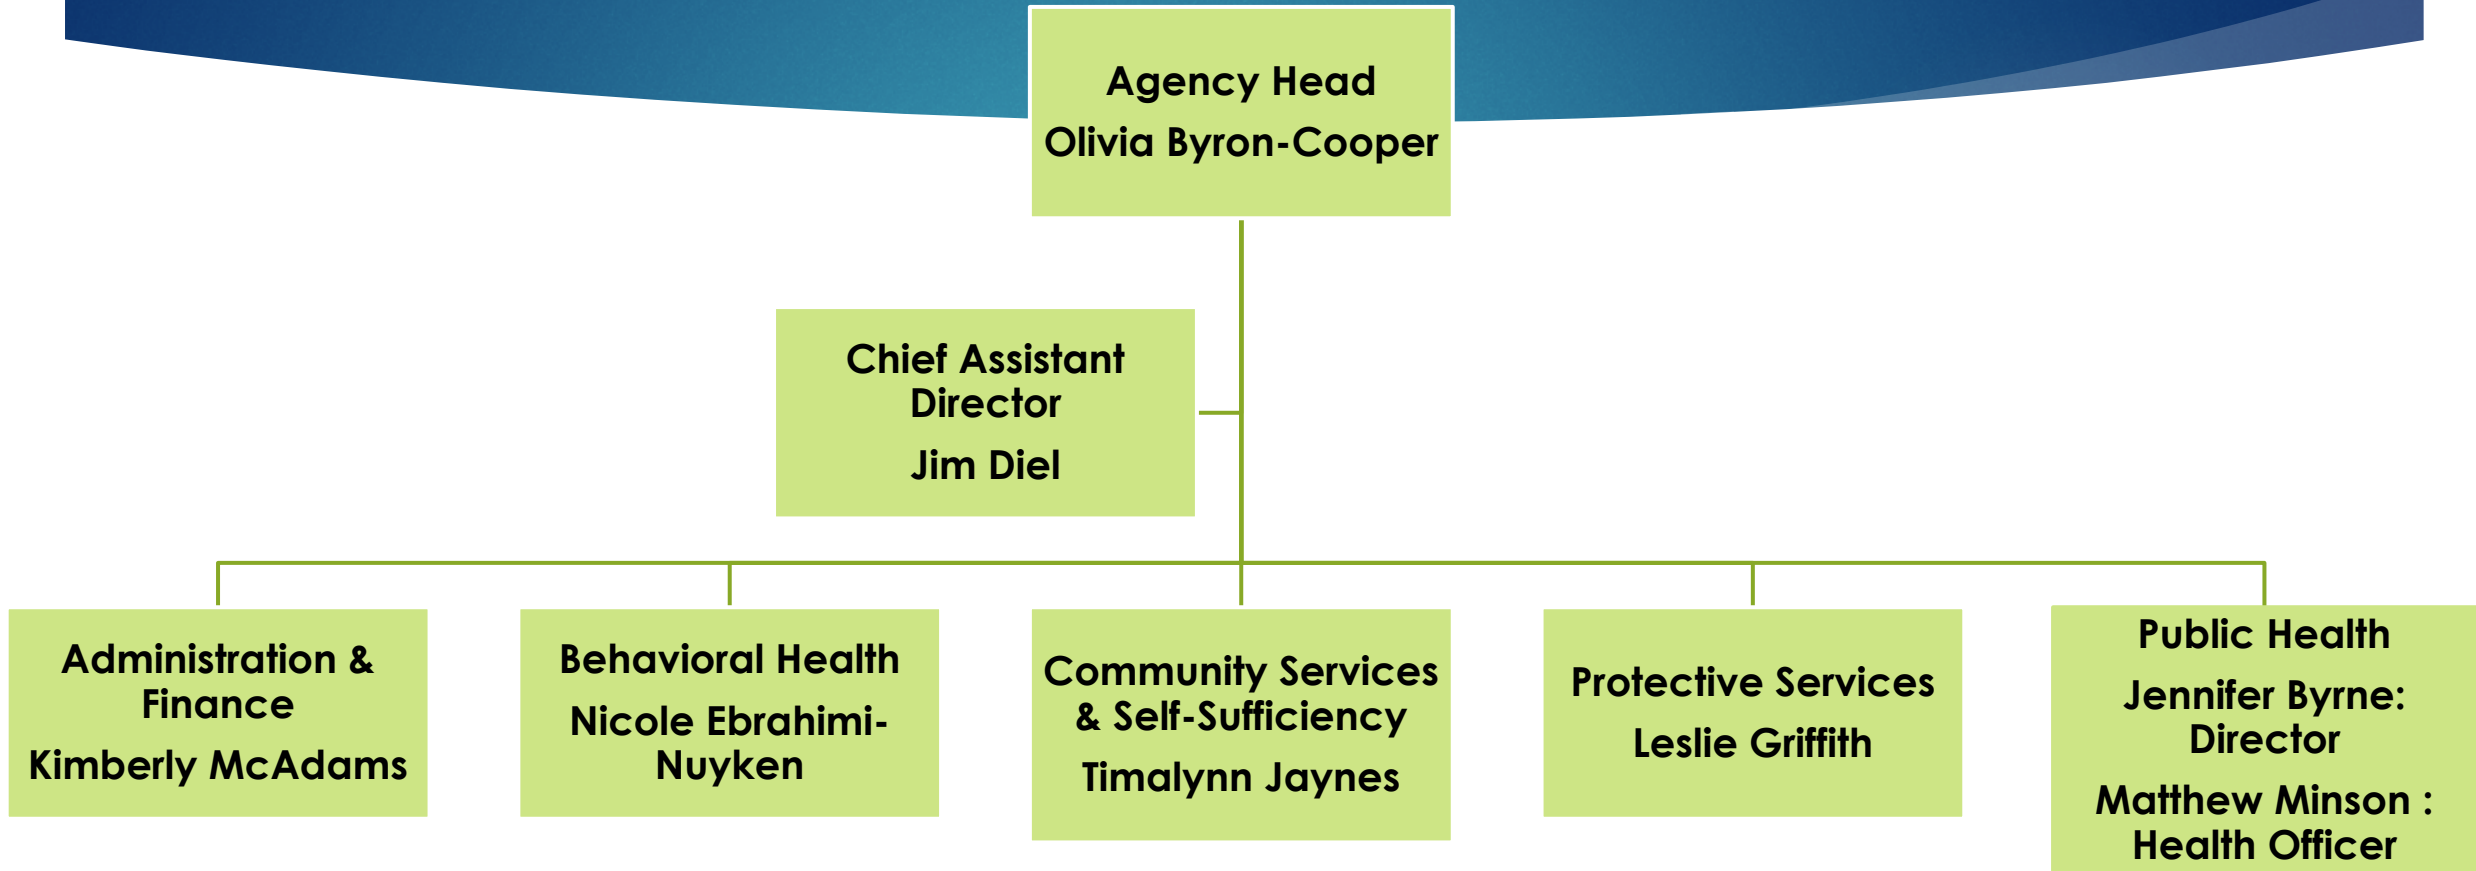 Agency Head
Olivia Byron-Cooper
Chief Assistant
Director
Jim Diel
Administration &
Finance
Kimberly McAdams
Behavioral Health
Nicole Ebrahimi-
Nuyken
Community Services
& Self-Sufficiency
Timalynn Jaynes
Protective Services
Leslie Griffith
Public Health
Jennifer Byrne:
Director
Matthew Minson :
Health Officer